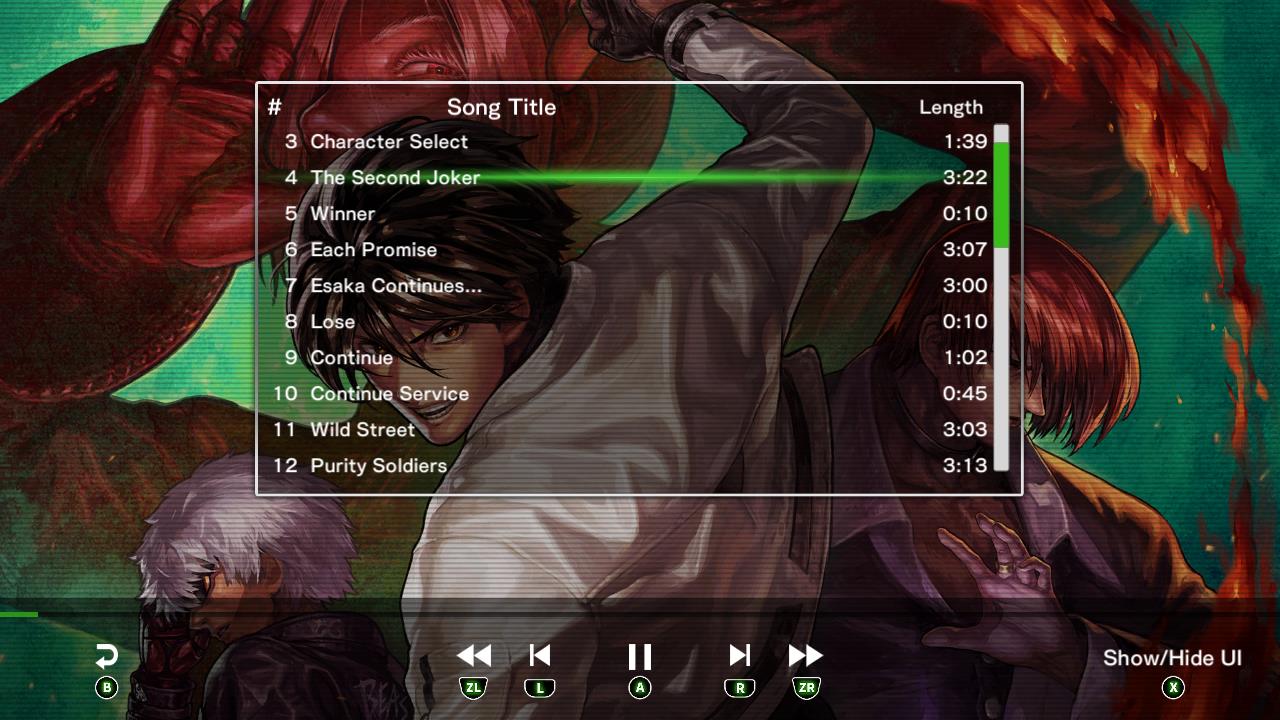 # Song Title Length
3 Character Select 1:39
4 The Second Joker 3:22
5 Winner 0:10
6 Each Promise 3:07
7 Esaka Continues... 3:00
8 Lose 0:10
9 Continue 1:02
10 Continue Service 0:45
11 Wild Street 3:03
12 Purity Soldiers 3:13
Show/Hide UI
B ZL L A R ZR X